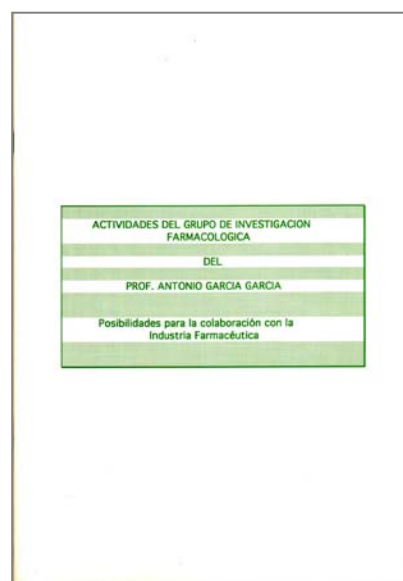 ACTIVIDADES DEL GRUPO DE INVESTIGACION
FARMACOLOGICA
DEL
PROF. ANTONIO GARCIA GARCIA
Posibilidades para la colaboración con la
Industria Farmacéutica